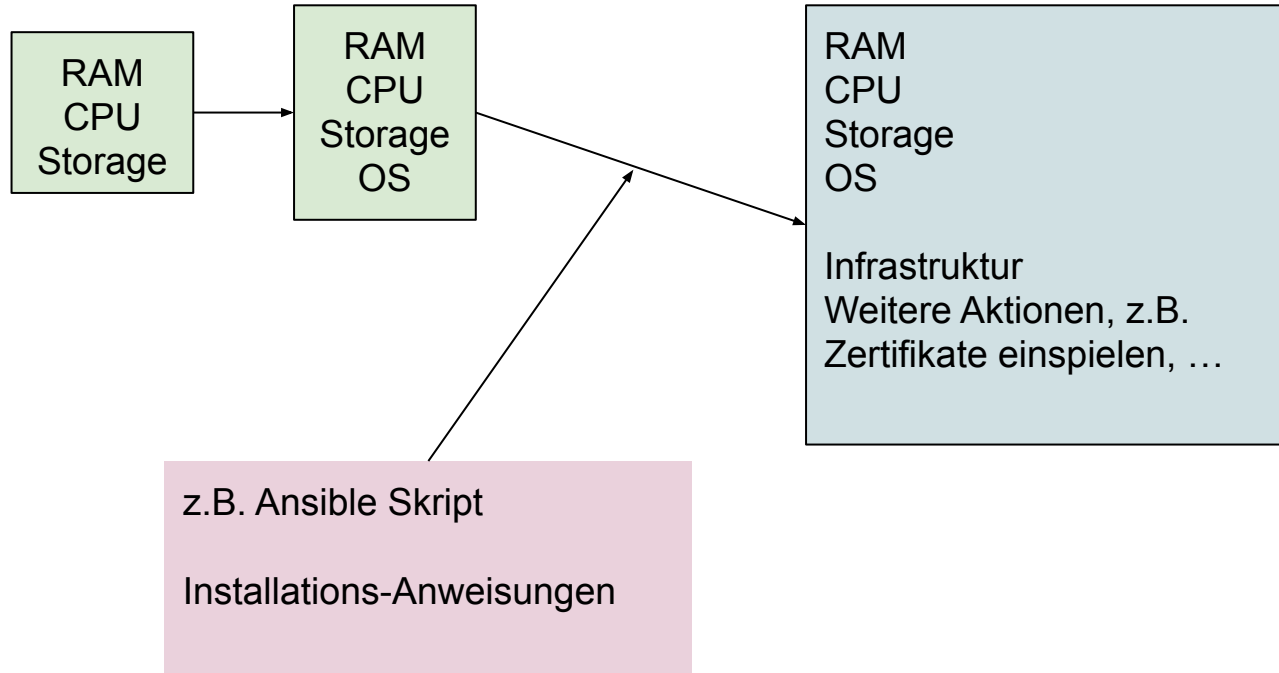 RAM
CPU
Storage
RAM
CPU
Storage
OS
RAM
CPU
Storage
OS
Infrastruktur
Weitere Aktionen, z.B.
Zertifikate einspielen, …
z.B. Ansible Skript
Installations-Anweisungen